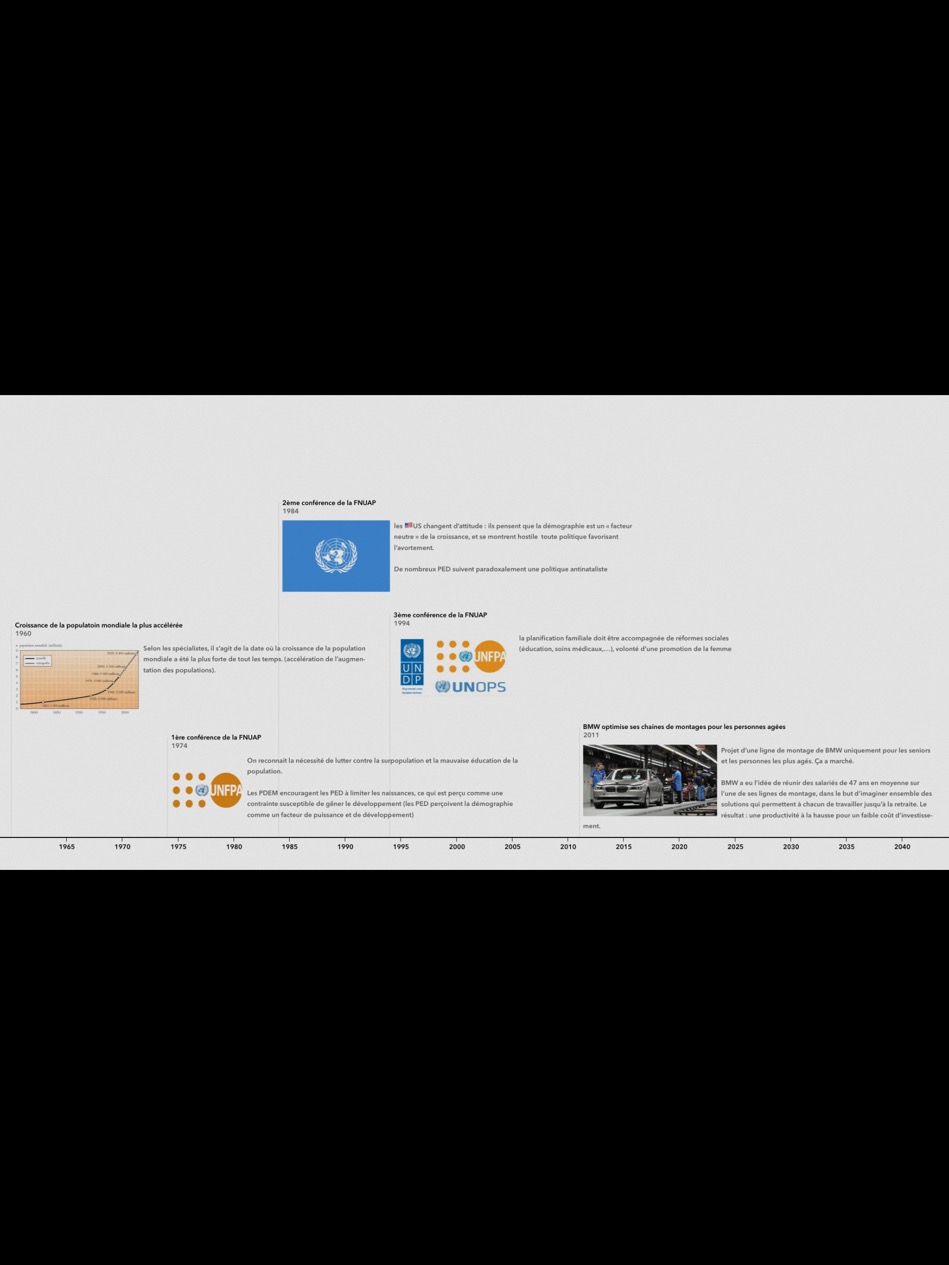 2ème conférence de la FNUAP
1984
les 🇺🇸US changent d'attitude : ils pensent que la démographie est un « facteur
neutre » de la croissance, et se montrent hostile toute politique favorisant
l'avortement.
De nombreux PED suivent paradoxalement une politique antinataliste
3ème conférence de la FNUAP
1994
UN
DP
UNFPA
UNOPS
la planification familiale doit être accompagnée de réformes sociales
(éducation, soins médicaux,...), volonté d'une promotion de la femme
Croissance de la populatoin mondiale la plus accélérée
1960
Selon les spécialistes, il s'agit de la date où la croissance de la population
mondiale a été la plus forte de tout les temps. (accélération de l'augmen-
tation des populations).
1ère conférence de la FNUAP
1974
UNFPA
On reconnait la nécessité de lutter contre la surpopulation et la mauvaise éducation de la
population.
Les PDEM encouragent les PED à limiter les naissances, ce qui est perçu comme une
contrainte susceptible de gêner le développement (les PED perçoivent la démographie
comme un facteur de puissance et de développement)
BMW optimise ses chaines de montages pour les personnes agées
2011
Projet d'une ligne de montage de BMW uniquement pour les seniors
et les personnes les plus agés. Ça a marché.
BMW a eu l'idée de réunir des salariés de 47 ans en moyenne sur
l'une de ses lignes de montage, dans le but d'imaginer ensemble des
solutions qui permettent à chacun de travailler jusqu'à la retraite. Le
résultat : une productivité à la hausse pour un faible coût d'investisse-
ment.
1965 1970 1975 1980 1985 1990 1995 2000 2005 2010 2015 2020 2025 2030 2035 2040